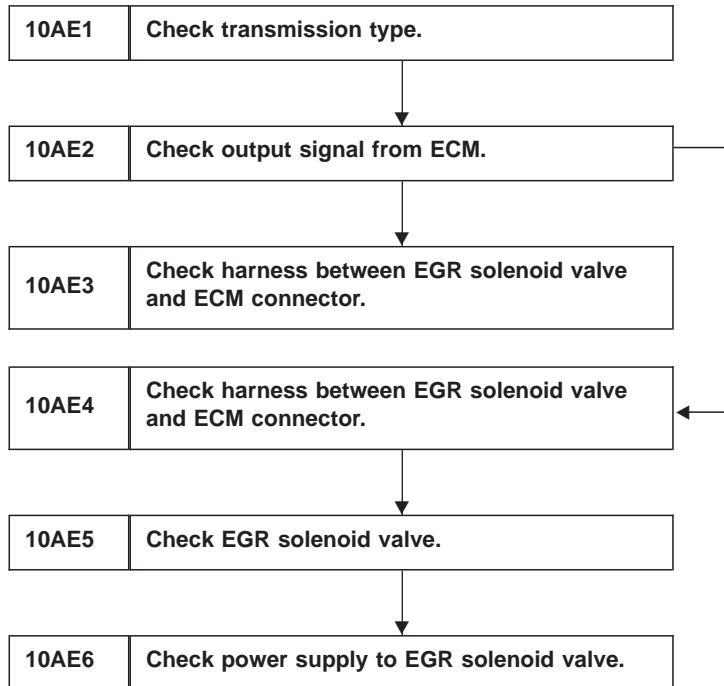 10AE1 Check transmission type.
10AE2 Check output signal from ECM.
10AE3 Check harness between EGR solenoid valve
and ECM connector.
10AE4 Check harness between EGR solenoid valve
and ECM connector.
10AE5 Check EGR solenoid valve.
10AE6 Check power supply to EGR solenoid valve.